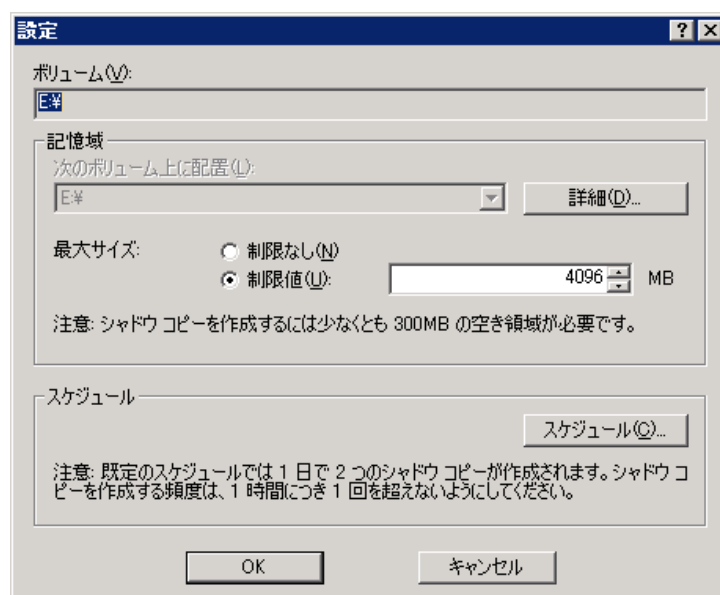 設定
ボリューム(V):
E:¥
記憶域
次のボリューム上に配置(L):
E:¥
詳細(D)...
最大サイズ:
制限なし(N)
制限値(U):
4096
MB
注意: シャドウ コピーを作成するには少なくとも 300MB の空き領域が必要です。
スケジュール
スケジュール(C)...
注意: 既定のスケジュールでは 1 日で 2 つのシャドウ コピーが作成されます。シャドウ コ
ピーを作成する頻度は、1 時間につき 1 回を超えないようにしてください。
OK
キャンセル